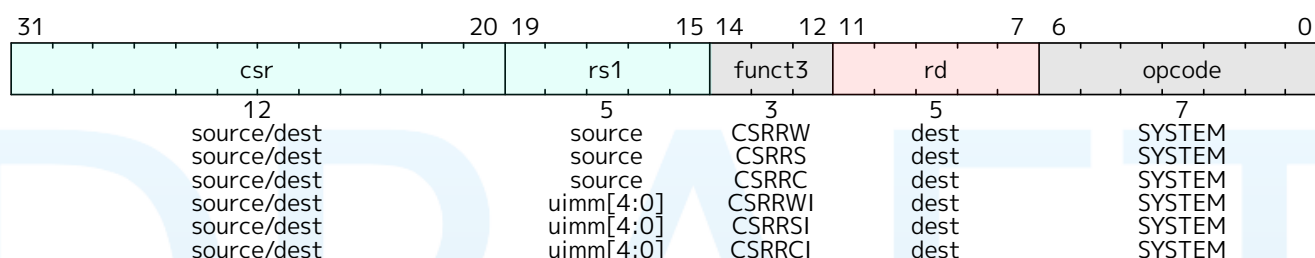 31 20 19 15 14 12 11 7 6 0
csr rs1 funct3 rd opcode
12 5 3 5 7
source/dest source CSRRW dest SYSTEM
source/dest source CSRRS dest SYSTEM
source/dest source CSRRC dest SYSTEM
source/dest uimm[4:0] CSRRWI dest SYSTEM
source/dest uimm[4:0] CSRRSI dest SYSTEM
source/dest uimm[4:0] CSRRCI dest SYSTEM